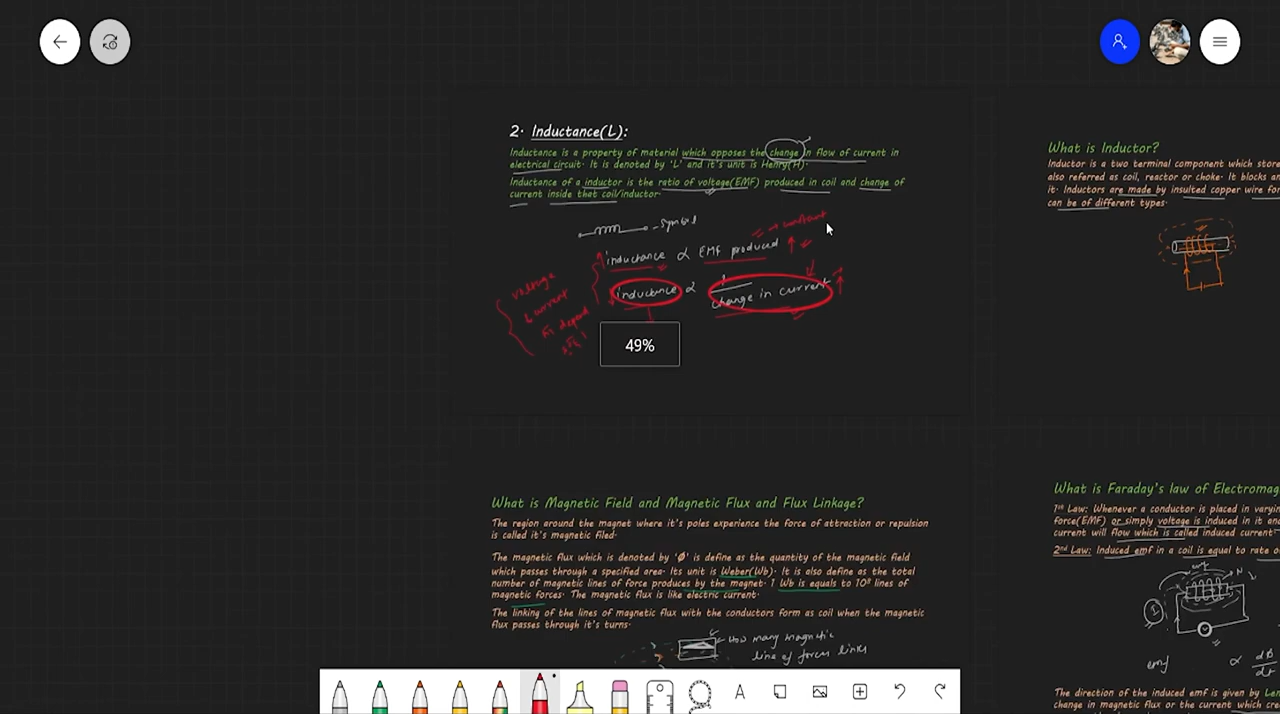 2. Inductance(L):
Inductance is a property of material which opposes the change in flow of current in
electrical circuit. It is denoted by 'L' and it's unit is Henry(H).
Inductance of a inductor is the ratio of voltage(EMF) produced in coil and change of
current inside that coil/inductor.
symbol
constant
inductance ∝ EMF produced
inductance ∝ 1
change in current
voltage
& current
depend
49%
What is Inductor?
Inductor is a two terminal component which stor
also referred as coil, reactor or choke. It blocks an
it. Inductors are made by insulted copper wire for
can be of different types.
What is Magnetic Field and Magnetic Flux and Flux Linkage?
The region around the magnet where it's poles experience the force of attraction or repulsion
is called it's magnetic filed.
The magnetic flux which is denoted by 'Ø' is define as the quantity of the magnetic field
which passes through a specified area. Its unit is Weber(Wb). It is also define as the total
number of magnetic lines of force produces by the magnet. 1 Wb is equals to 10⁸ lines of
magnetic forces. The magnetic flux is like electric current.
The linking of the lines of magnetic flux with the conductors form as coil when the magnetic
flux passes through it's turns.
How many magnetic
line of forces links
What is Faraday's law of Electromag
1st Law: Whenever a conductor is placed in varyin
force(EMF) or simply voltage is induced in it and
current will flow which is called induced current.
2nd Law: Induced emf in a coil is equal to rate o
emf
N
1
emf ∝ dØ
dt
The direction of the induced emf is given by Len
change in magnetic flux or the current which cre
A